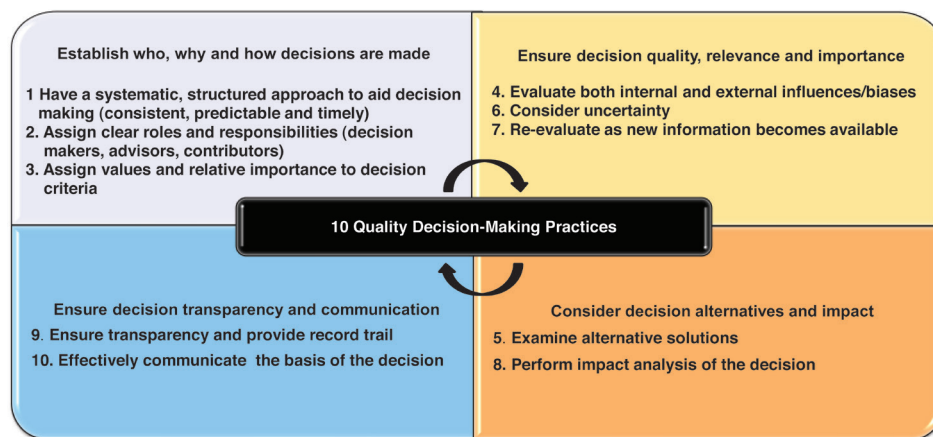 Establish who, why and how decisions are made
1 Have a systematic, structured approach to aid decision
making (consistent, predictable and timely)
2. Assign clear roles and responsibilities (decision
makers, advisors, contributors)
3. Assign values and relative importance to decision
criteria
Ensure decision quality, relevance and importance
4. Evaluate both internal and external influences/biases
6. Consider uncertainty
7. Re-evaluate as new information becomes available
10 Quality Decision-Making Practices
Ensure decision transparency and communication
9. Ensure transparency and provide record trail
10. Effectively communicate the basis of the decision
Consider decision alternatives and impact
5. Examine alternative solutions
8. Perform impact analysis of the decision